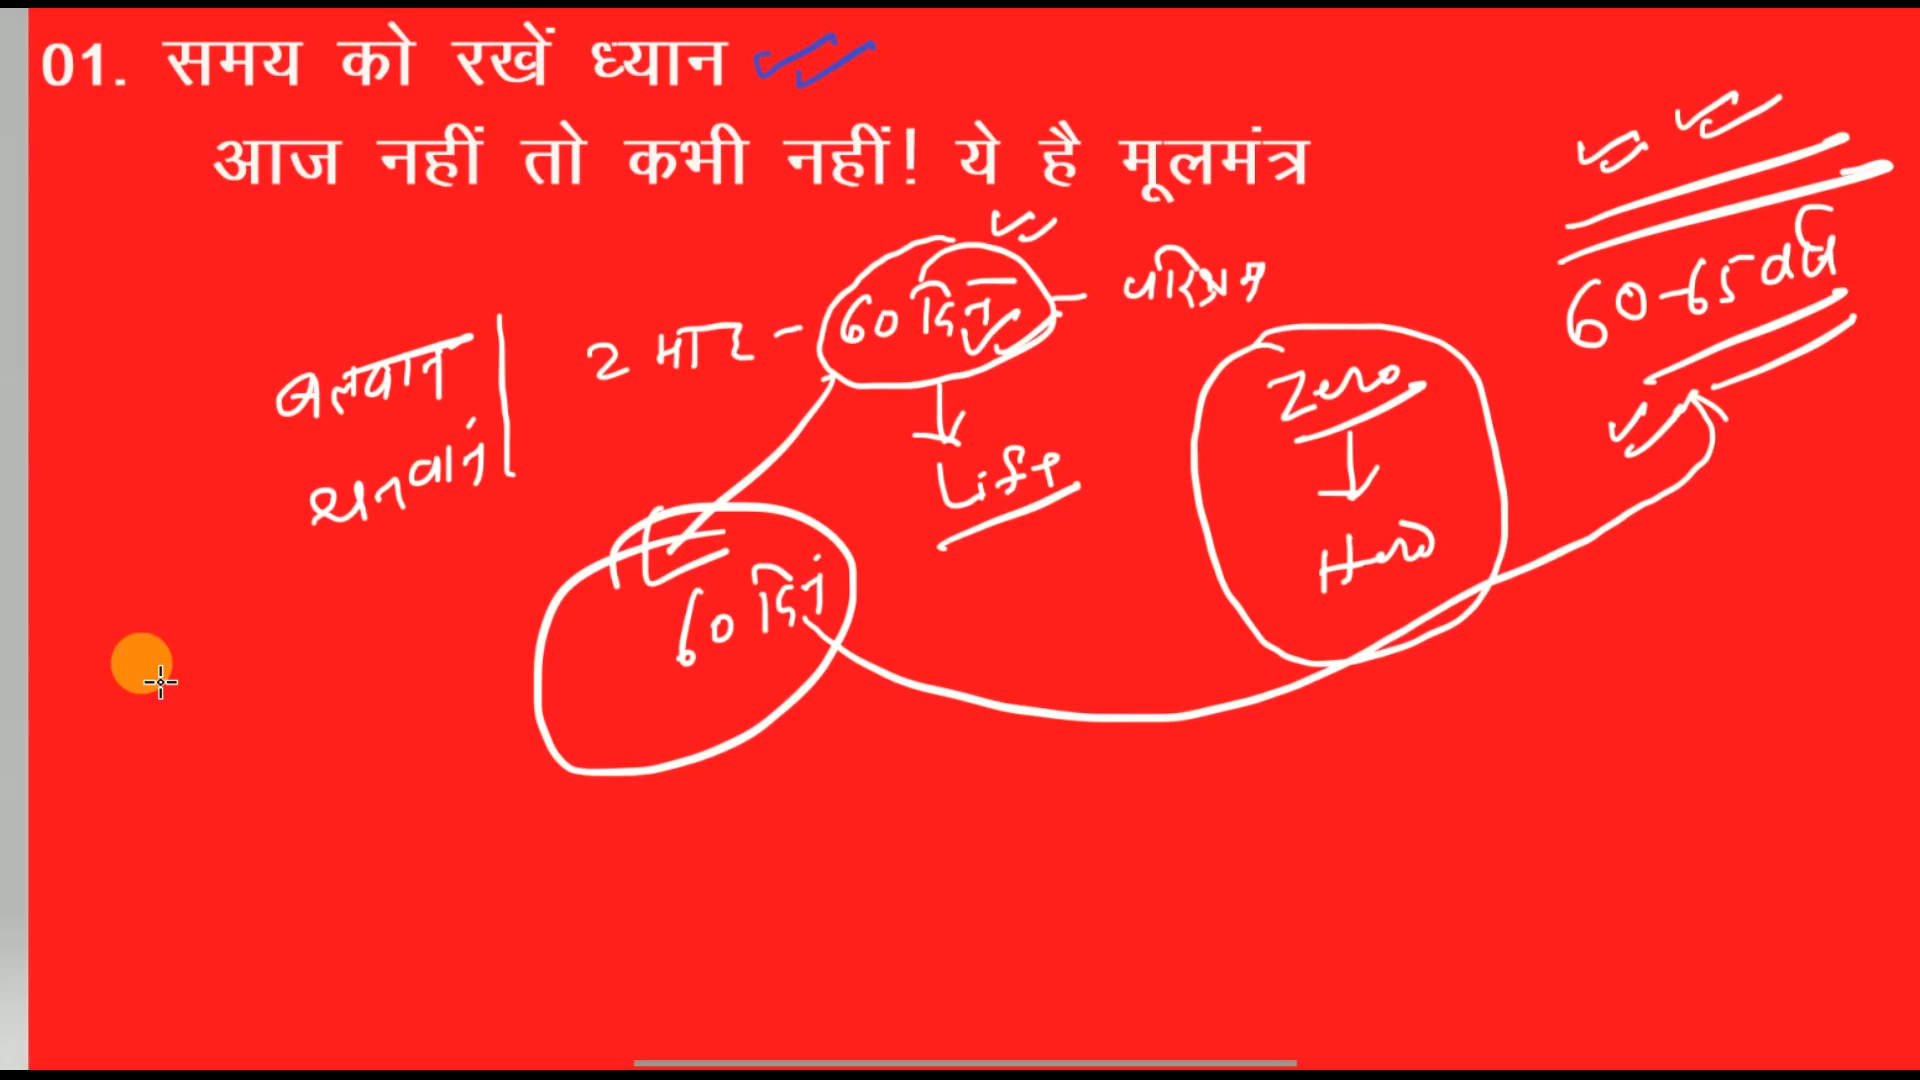 01. समय को रखें ध्यान
आज नहीं तो कभी नहीं! ये है मूलमंत्र
60-65 वर्ष
2 माह - 60 दिन - परिश्रम
बलवान
धनवान
Zero
Lift
Hero
60 दिन